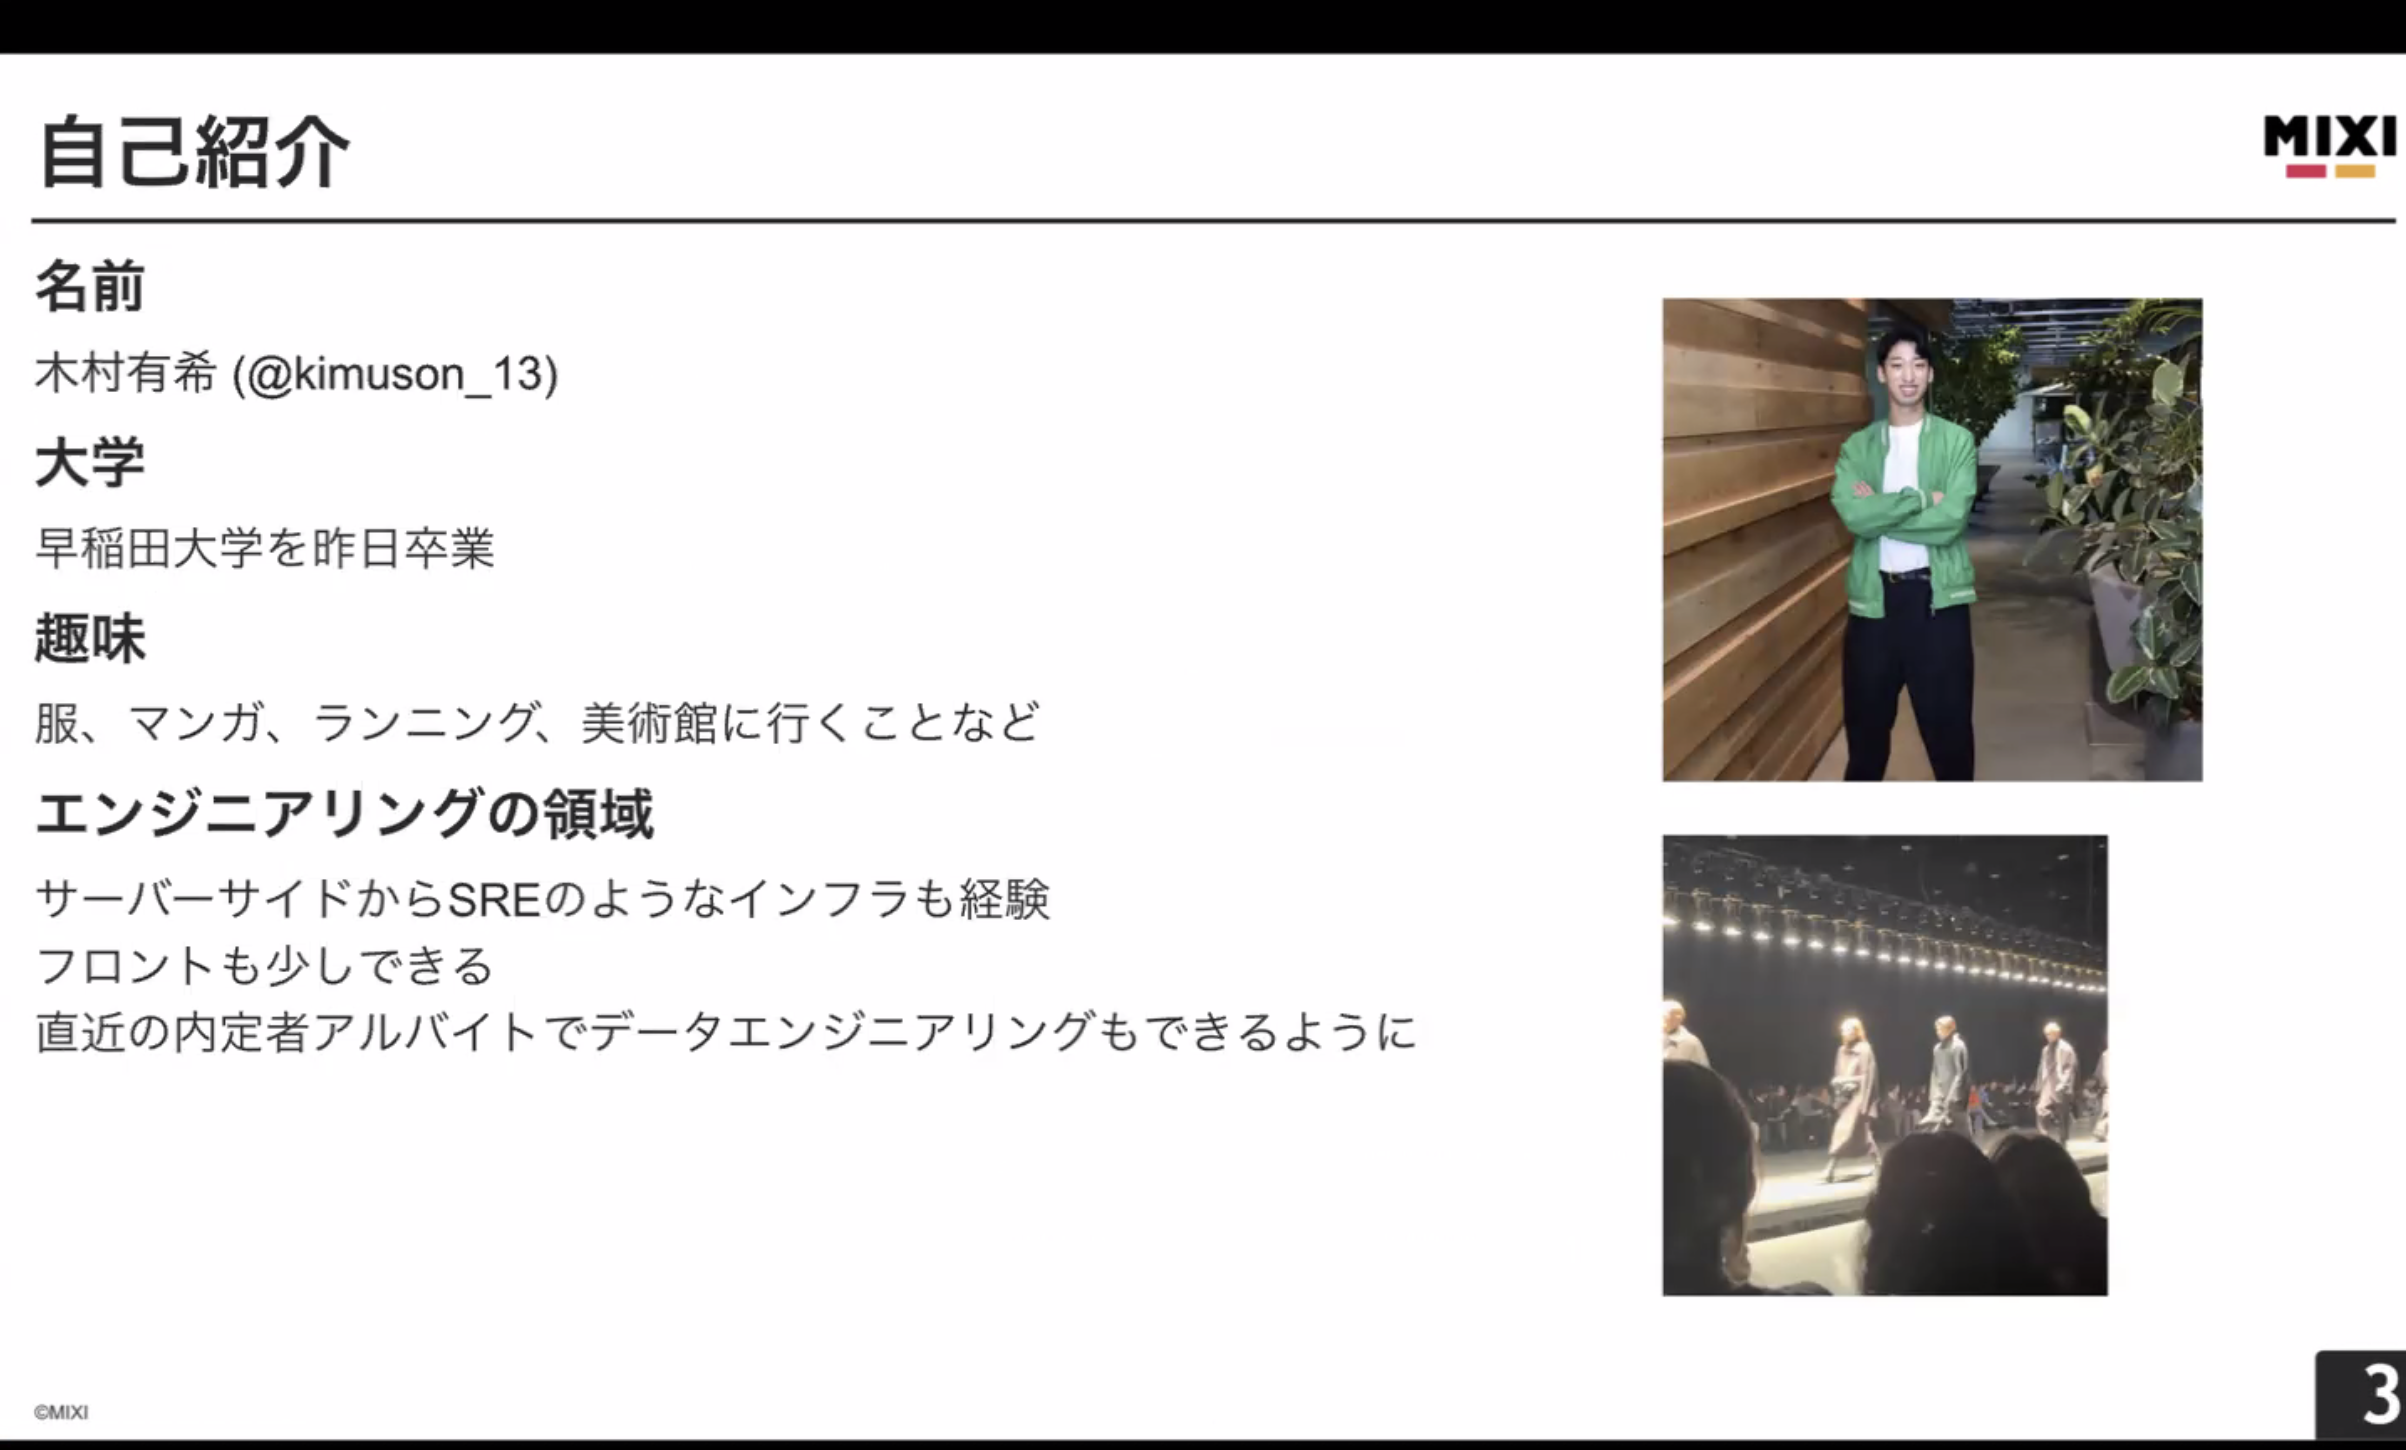 自己紹介
MIXI
名前
木村有希 (@kimuson_13)
大学
早稲田大学を昨日卒業
趣味
服、マンガ、ランニング、美術館に行くことなど
エンジニアリングの領域
サーバーサイドからSREのようなインフラも経験
フロントも少しできる
直近の内定者アルバイトでデータエンジニアリングもできるように
©MIXI
3